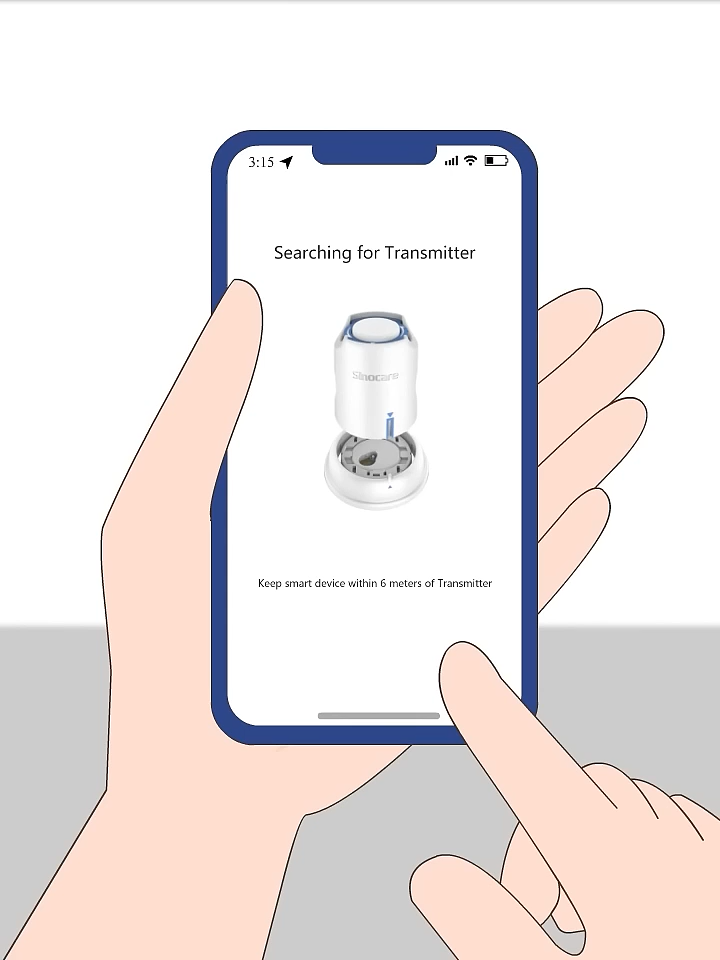 3:15
Searching for Transmitter
Sinocare
Keep smart device within 6 meters of Transmitter